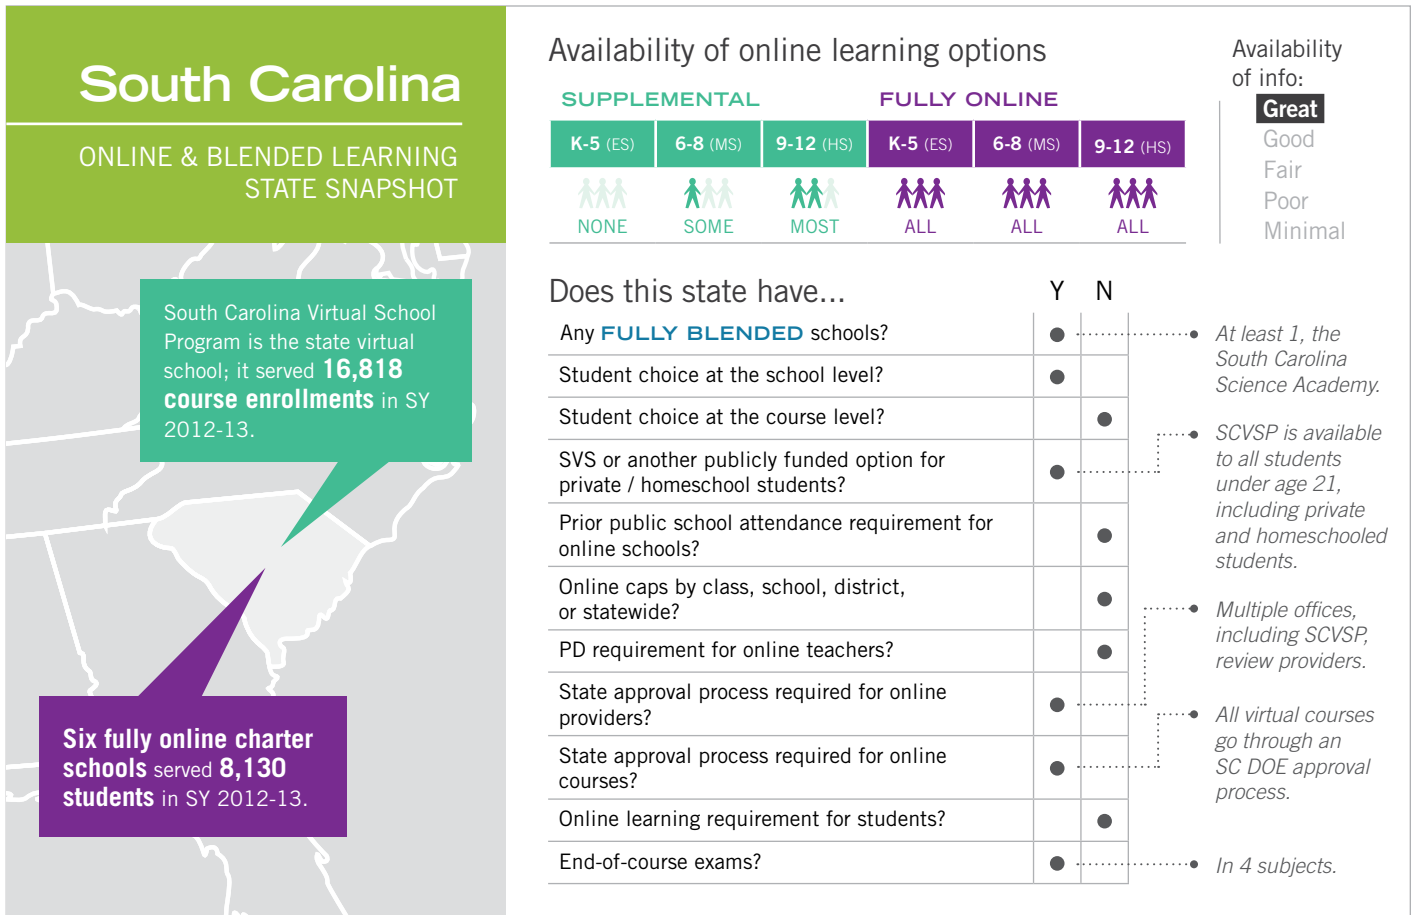 South Carolina
ONLINE & BLENDED LEARNING
STATE SNAPSHOT
South Carolina Virtual School
Program is the state virtual
school; it served 16,818
course enrollments in SY
2012-13.
Six fully online charter
schools served 8,130
students in SY 2012-13.
Availability of online learning options
SUPPLEMENTAL FULLY ONLINE
K-5 (ES) 6-8 (MS) 9-12 (HS) K-5 (ES) 6-8 (MS) 9-12 (HS)
NONE SOME MOST ALL ALL ALL
Availability
of info:
Great
Good
Fair
Poor
Minimal
Does this state have... Y N
Any FULLY BLENDED schools?
At least 1, the
South Carolina
Science Academy.
Student choice at the school level?
Student choice at the course level?
SVS or another publicly funded option for
private / homeschool students?
SCVSP is available
to all students
under age 21,
including private
and homeschooled
students.
Prior public school attendance requirement for
online schools?
Online caps by class, school, district,
or statewide?
PD requirement for online teachers?
State approval process required for online
providers?
Multiple offices,
including SCVSP,
review providers.
State approval process required for online
courses?
All virtual courses
go through an
SC DOE approval
process.
Online learning requirement for students?
End-of-course exams?
In 4 subjects.